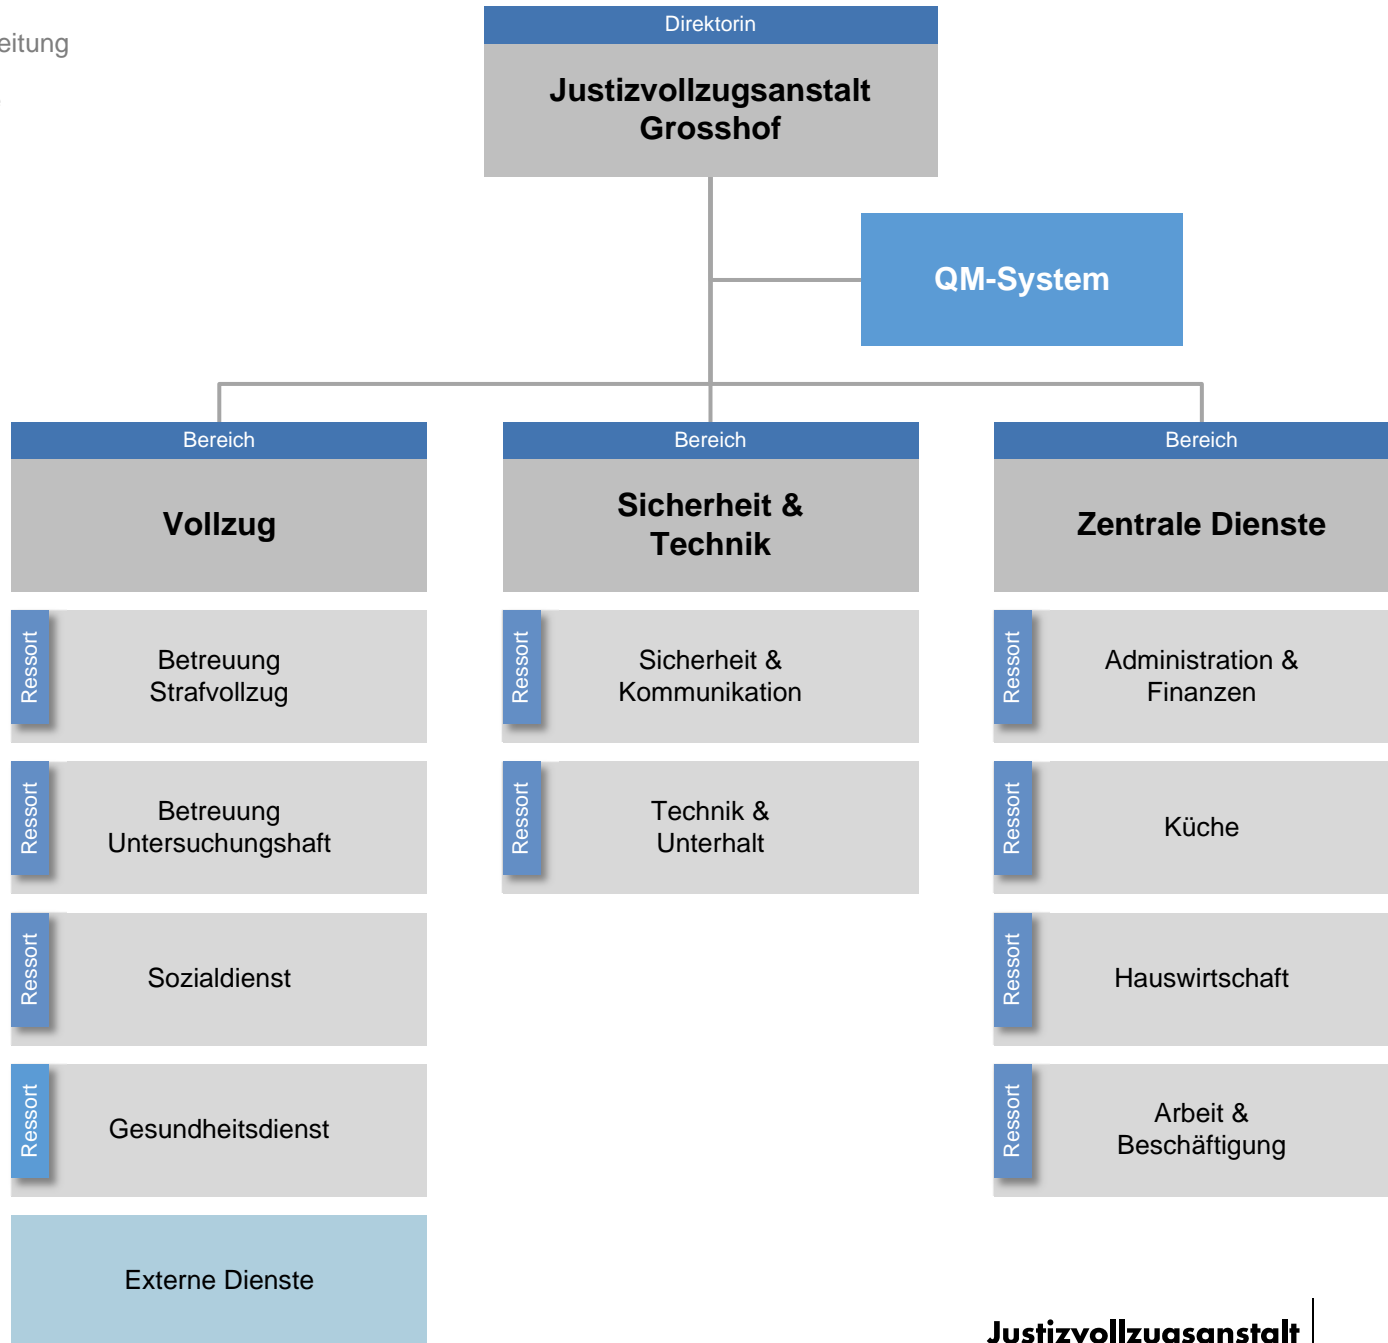 eitung
Direktorin
Justizvollzugsanstalt
Grosshof
QM-System
Bereich
Vollzug
Ressort
Betreuung
Strafvollzug
Ressort
Betreuung
Untersuchungshaft
Ressort
Sozialdienst
Ressort
Gesundheitsdienst
Externe Dienste
Bereich
Sicherheit &
Technik
Ressort
Sicherheit &
Kommunikation
Ressort
Technik &
Unterhalt
Bereich
Zentrale Dienste
Ressort
Administration &
Finanzen
Ressort
Küche
Ressort
Hauswirtschaft
Ressort
Arbeit &
Beschäftigung
Justizvollzugsanstalt